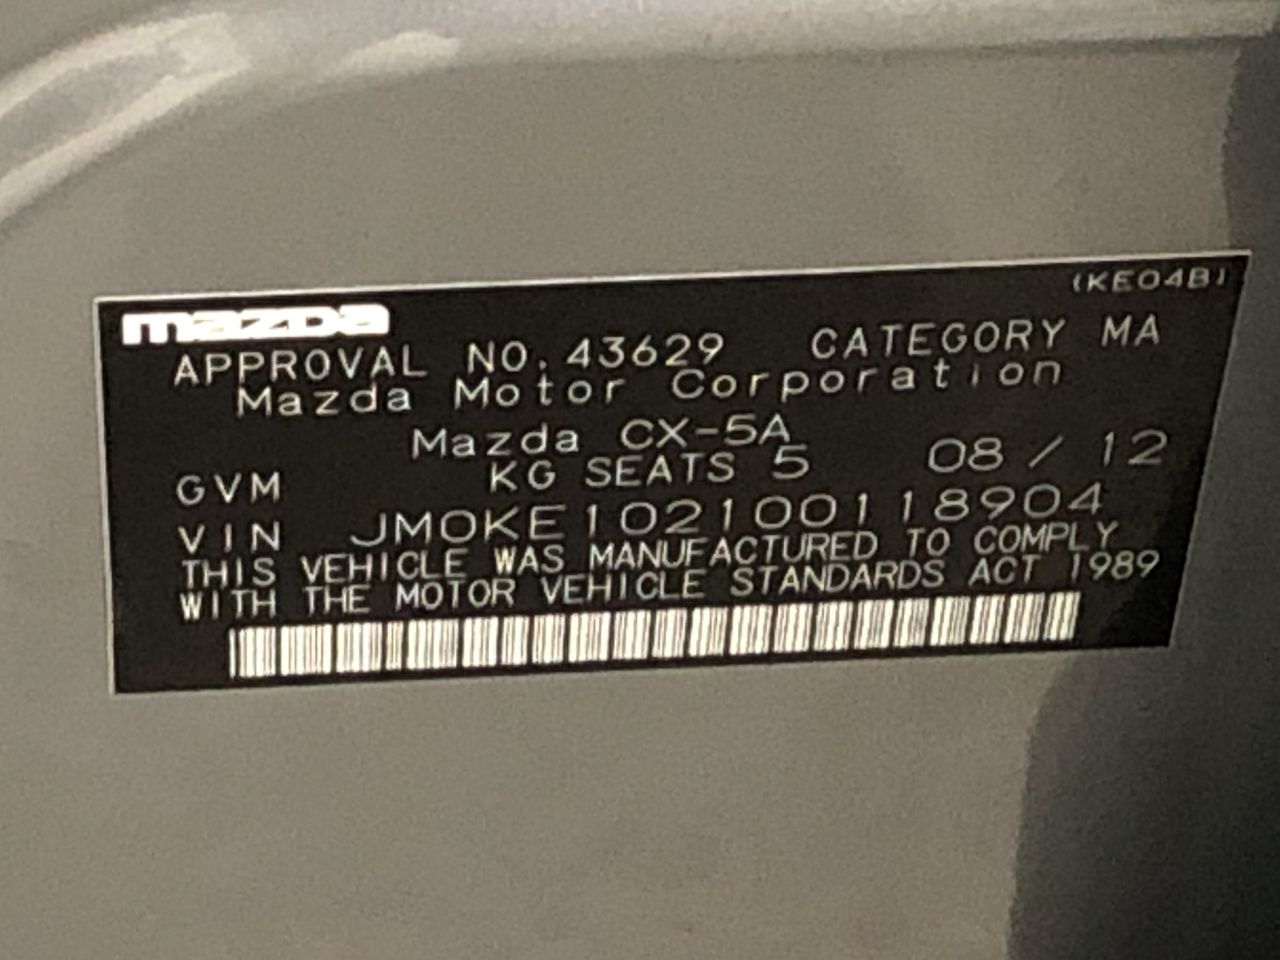 (KE04B)
mazda
APPROVAL NO. 43629 CATEGORY MA
Mazda Motor Corporation
Mazda CX-5A
GVM KG SEATS 5 08 / 12
VIN JM0KE102100118904
THIS VEHICLE WAS MANUFACTURED TO COMPLY
WITH THE MOTOR VEHICLE STANDARDS ACT 1989